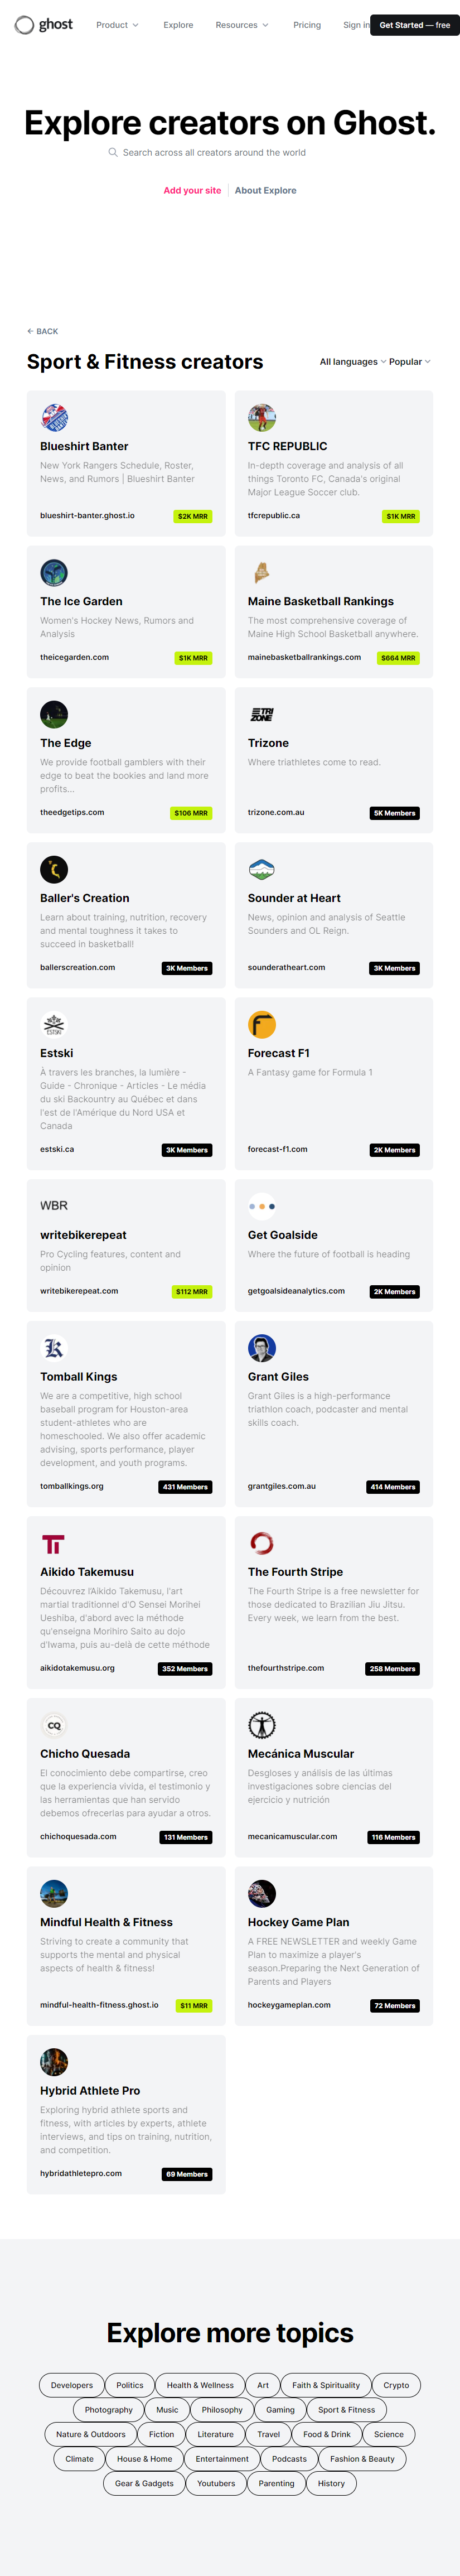 ghost
Product
Explore
Resources
Pricing
Sign in
Get Started — free
Explore creators on Ghost.
Search across all creators around the world
Add your site
About Explore
← BACK
Sport & Fitness creators
All languages
Popular
Blueshirt Banter
New York Rangers Schedule, Roster,
News, and Rumors | Blueshirt Banter
blueshirt-banter.ghost.io
$2K MRR
TFC REPUBLIC
In-depth coverage and analysis of all
things Toronto FC, Canada's original
Major League Soccer club.
tfcrepublic.ca
$1K MRR
The Ice Garden
Women's Hockey News, Rumors and
Analysis
theicegarden.com
$1K MRR
Maine Basketball Rankings
The most comprehensive coverage of
Maine High School Basketball anywhere.
mainebasketballrankings.com
$664 MRR
The Edge
We provide football gamblers with their
edge to beat the bookies and land more
profits...
theedgetips.com
$106 MRR
TRI
ZONE
Trizone
Where triathletes come to read.
trizone.com.au
5K Members
Baller's Creation
Learn about training, nutrition, recovery
and mental toughness it takes to
succeed in basketball!
ballerscreation.com
3K Members
Sounder at Heart
News, opinion and analysis of Seattle
Sounders and OL Reign.
sounderatheart.com
3K Members
ESTSKI
Estski
À travers les branches, la lumière -
Guide - Chronique - Articles - Le média
du ski Backountry au Québec et dans
l'est de l'Amérique du Nord USA et
Canada
estski.ca
3K Members
Forecast F1
A Fantasy game for Formula 1
forecast-f1.com
2K Members
WBR
writebikerepeat
Pro Cycling features, content and
opinion
writebikerepeat.com
$112 MRR
Get Goalside
Where the future of football is heading
getgoalsideanalytics.com
2K Members
Tomball Kings
We are a competitive, high school
baseball program for Houston-area
student-athletes who are
homeschooled. We also offer academic
advising, sports performance, player
development, and youth programs.
tomballkings.org
431 Members
Grant Giles
Grant Giles is a high-performance
triathlon coach, podcaster and mental
skills coach.
grantgiles.com.au
414 Members
Aikido Takemusu
Découvrez l'Aikido Takemusu, l'art
martial traditionnel d'O Sensei Morihei
Ueshiba, d'abord avec la méthode
qu'enseigna Morihiro Saito au dojo
d'Iwama, puis au-delà de cette méthode
aikidotakemusu.org
352 Members
The Fourth Stripe
The Fourth Stripe is a free newsletter for
those dedicated to Brazilian Jiu Jitsu.
Every week, we learn from the best.
thefourthstripe.com
258 Members
CQ
Chicho Quesada
El conocimiento debe compartirse, creo
que la experiencia vivida, el testimonio y
las herramientas que han servido
debemos ofrecerlas para ayudar a otros.
chichoquesada.com
131 Members
Mecánica Muscular
Desgloses y análisis de las últimas
investigaciones sobre ciencias del
ejercicio y nutrición
mecanicamuscular.com
116 Members
Mindful Health & Fitness
Striving to create a community that
supports the mental and physical
aspects of health & fitness!
mindful-health-fitness.ghost.io
$11 MRR
Hockey Game Plan
A FREE NEWSLETTER and weekly Game
Plan to maximize a player's
season.Preparing the Next Generation of
Parents and Players
hockeygameplan.com
72 Members
Hybrid Athlete Pro
Exploring hybrid athlete sports and
fitness, with articles by experts, athlete
interviews, and tips on training, nutrition,
and competition.
hybridathletepro.com
69 Members
Explore more topics
Developers
Politics
Health & Wellness
Art
Faith & Spirituality
Crypto
Photography
Music
Philosophy
Gaming
Sport & Fitness
Nature & Outdoors
Fiction
Literature
Travel
Food & Drink
Science
Climate
House & Home
Entertainment
Podcasts
Fashion & Beauty
Gear & Gadgets
Youtubers
Parenting
History